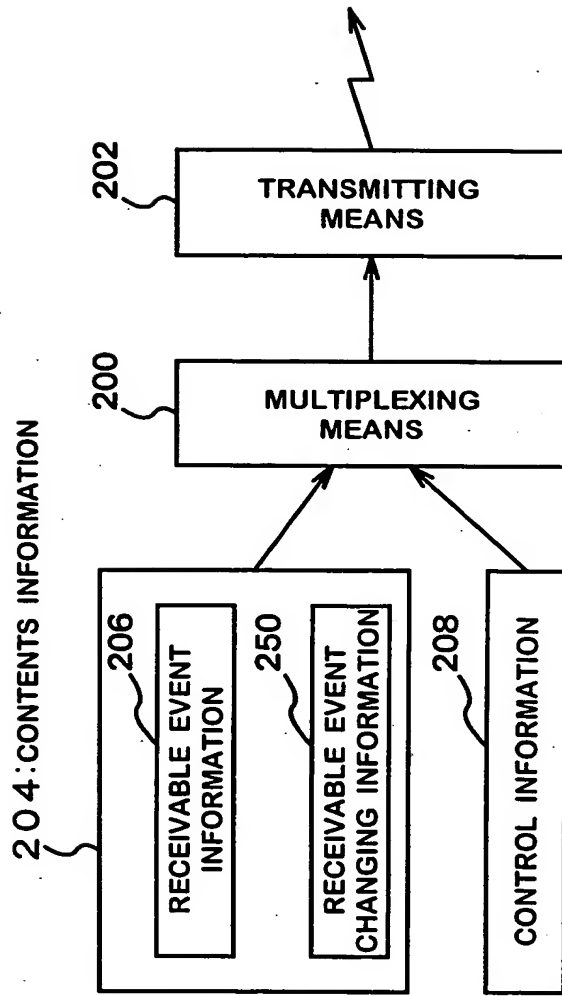 204:CONTENTS INFORMATION
206
RECEIVABLE EVENT
INFORMATION
250
RECEIVABLE EVENT
CHANGING INFORMATION
208
CONTROL INFORMATION
200
MULTIPLEXING
MEANS
202
TRANSMITTING
MEANS